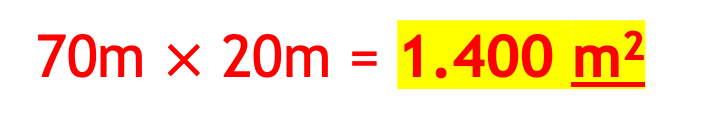 70m × 20m = 1.400 m²